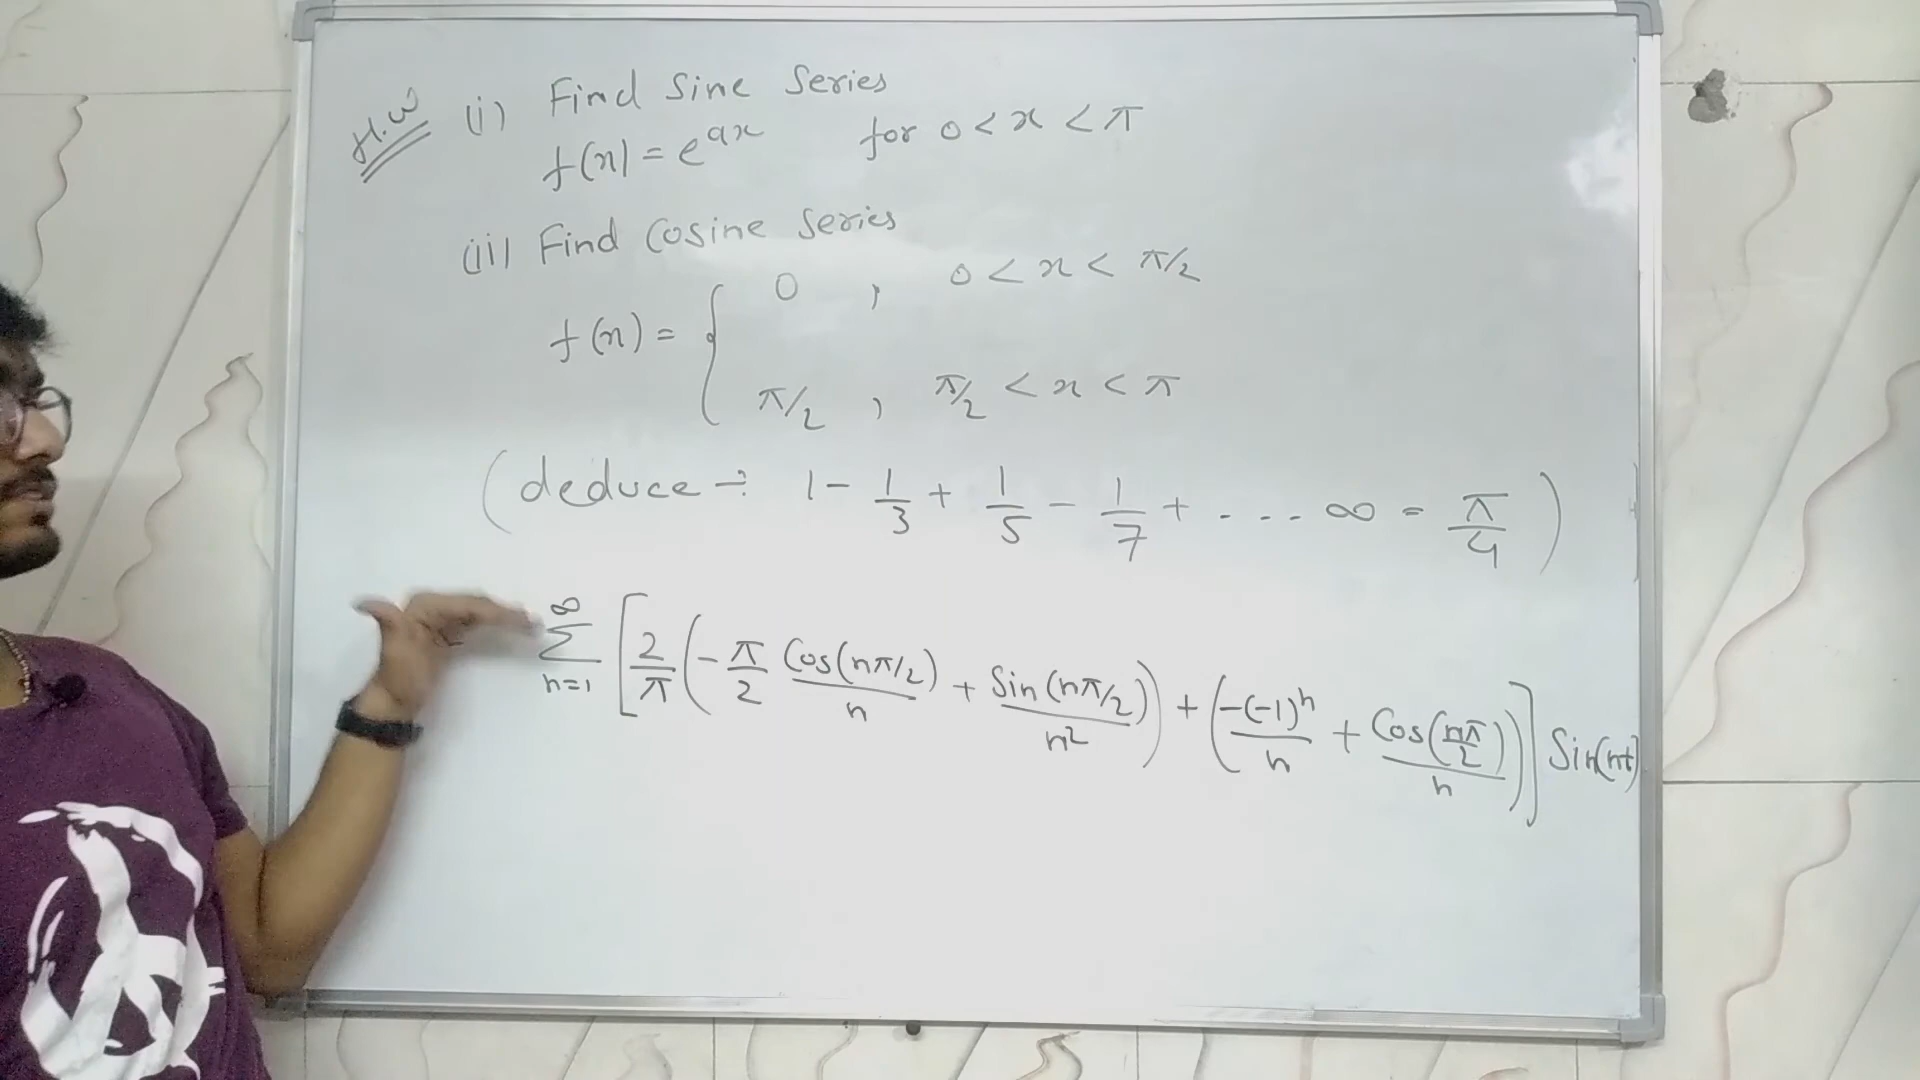 H.W (i) Find Sine Series
f(x) = e^{ax} for 0 < x < π
(ii) Find Cosine Series
f(x) = { 0 , 0 < x < π/2
π/2 , π/2 < x < π
(deduce → 1 - 1/3 + 1/5 - 1/7 + - - - ∞ = π/4)
∞∑n=1 [2/π (-π/2 Cos(nπ/2)/n + Sin(nπ/2)/n²) + (-(-1)^n/n + Cos(nπ/2)/n)] Sin(nt)